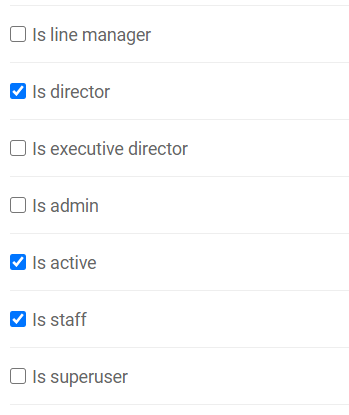 Is line manager
Is director
Is executive director
Is admin
Is active
Is staff
Is superuser